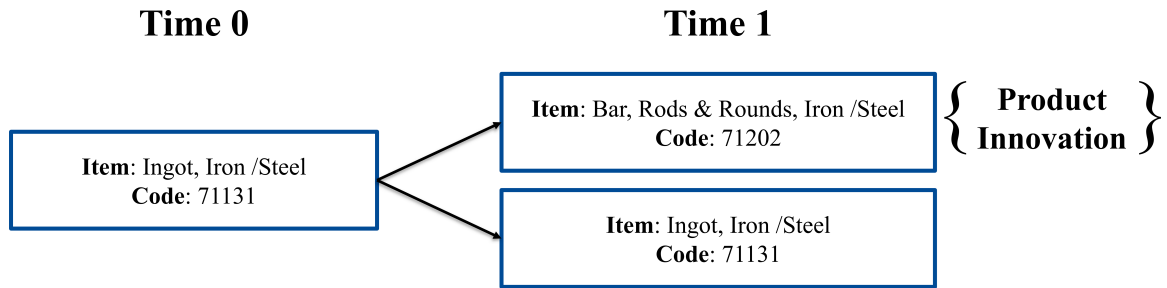 Time 0
Time 1
Item: Ingot, Iron /Steel
Code: 71131
Item: Bar, Rods & Rounds, Iron /Steel
Code: 71202
{ Product
Innovation }
Item: Ingot, Iron /Steel
Code: 71131